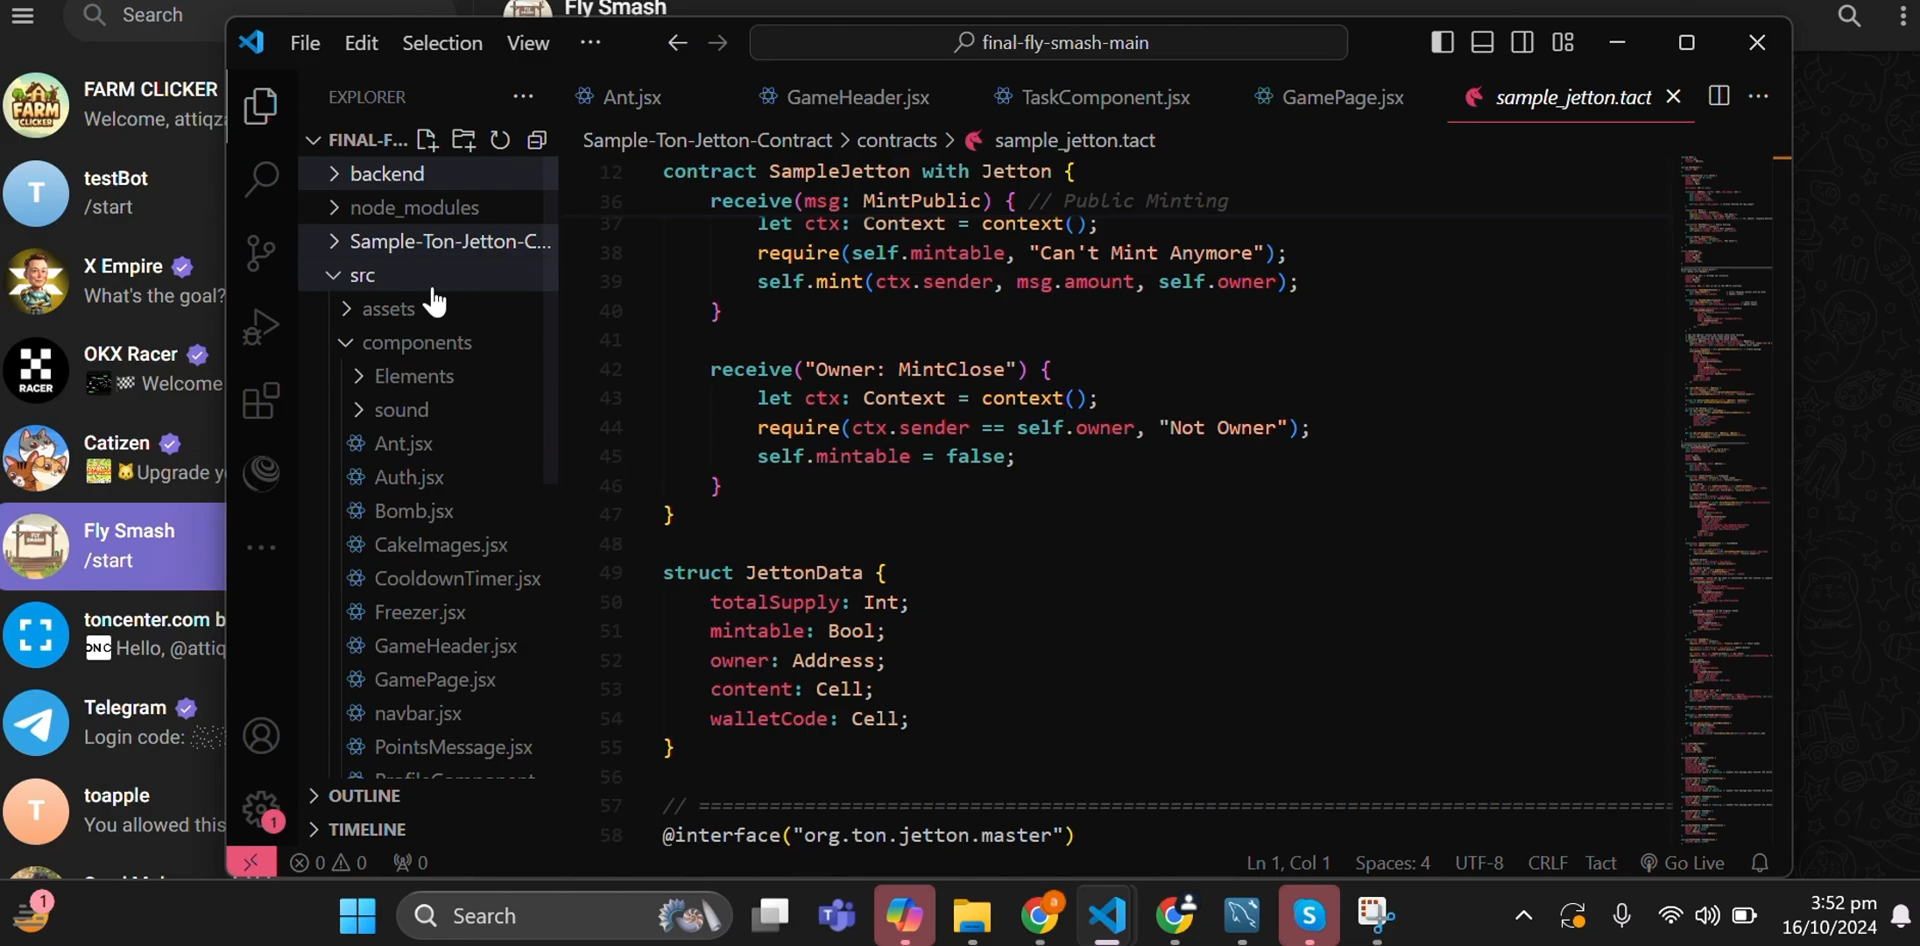 Search
Fly Smash
FARM CLICKER
Welcome, attiqz
testBot
/start
X Empire
What's the goal?
OKX Racer
Welcome
Catizen
Upgrade y
Fly Smash
/start
toncenter.com b
Hello, @attiq
Telegram
Login code:
toapple
You allowed this
File Edit Selection View ···
final-fly-smash-main
EXPLORER ···
FINAL-F...
backend
node_modules
Sample-Ton-Jetton-C...
src
assets
components
Elements
sound
Ant.jsx
Auth.jsx
Bomb.jsx
CakeImages.jsx
CooldownTimer.jsx
Freezer.jsx
GameHeader.jsx
GamePage.jsx
navbar.jsx
PointsMessage.jsx
OUTLINE
TIMELINE
Ant.jsx GameHeader.jsx TaskComponent.jsx GamePage.jsx sample_jetton.tact
Sample-Ton-Jetton-Contract > contracts > sample_jetton.tact
12 contract SampleJetton with Jetton {
36 receive(msg: MintPublic) { // Public Minting
37 let ctx: Context = context();
38 require(self.mintable, "Can't Mint Anymore");
39 self.mint(ctx.sender, msg.amount, self.owner);
40 }
41
42 receive("Owner: MintClose") {
43 let ctx: Context = context();
44 require(ctx.sender == self.owner, "Not Owner");
45 self.mintable = false;
46 }
47 }
48
49 struct JettonData {
50 totalSupply: Int;
51 mintable: Bool;
52 owner: Address;
53 content: Cell;
54 walletCode: Cell;
55 }
56
57 // ==================================================================================
58 @interface("org.ton.jetton.master")
0 0 0
Ln 1, Col 1 Spaces: 4 UTF-8 CRLF Tact Go Live
1
1
Search
3:52 pm
16/10/2024